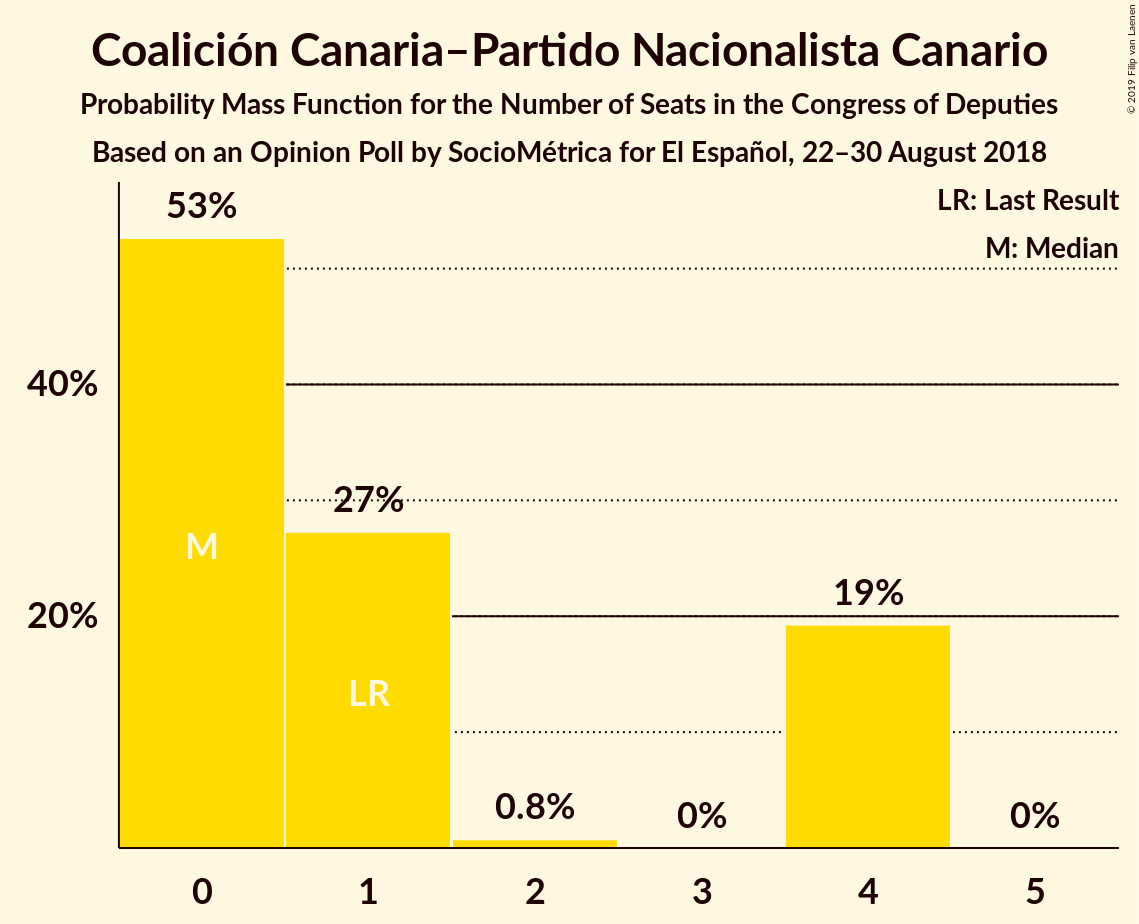 Coalición Canaria–Partido Nacionalista Canario
Probability Mass Function for the Number of Seats in the Congress of Deputies
Based on an Opinion Poll by SocioMétrica for El Español, 22–30 August 2018
© 2019 Filip van Laenen
LR: Last Result
M: Median
53%
40%
27%
M
19%
20%
LR
0.8%
0%
0%
0 1 2 3 4 5